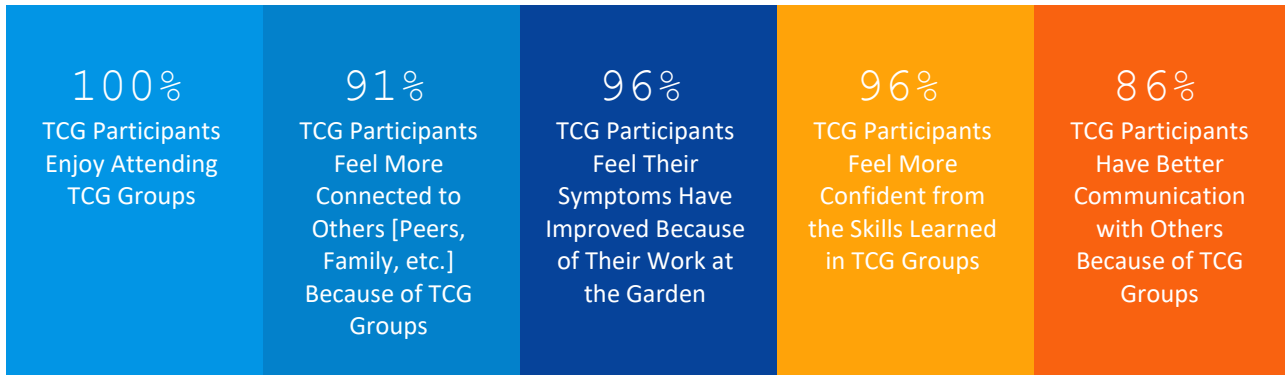 100%
TCG Participants
Enjoy Attending
TCG Groups
91%
TCG Participants
Feel More
Connected to
Others [Peers,
Family, etc.]
Because of TCG
Groups
96%
TCG Participants
Feel Their
Symptoms Have
Improved Because
of Their Work at
the Garden
96%
TCG Participants
Feel More
Confident from
the Skills Learned
in TCG Groups
86%
TCG Participants
Have Better
Communication
with Others
Because of TCG
Groups